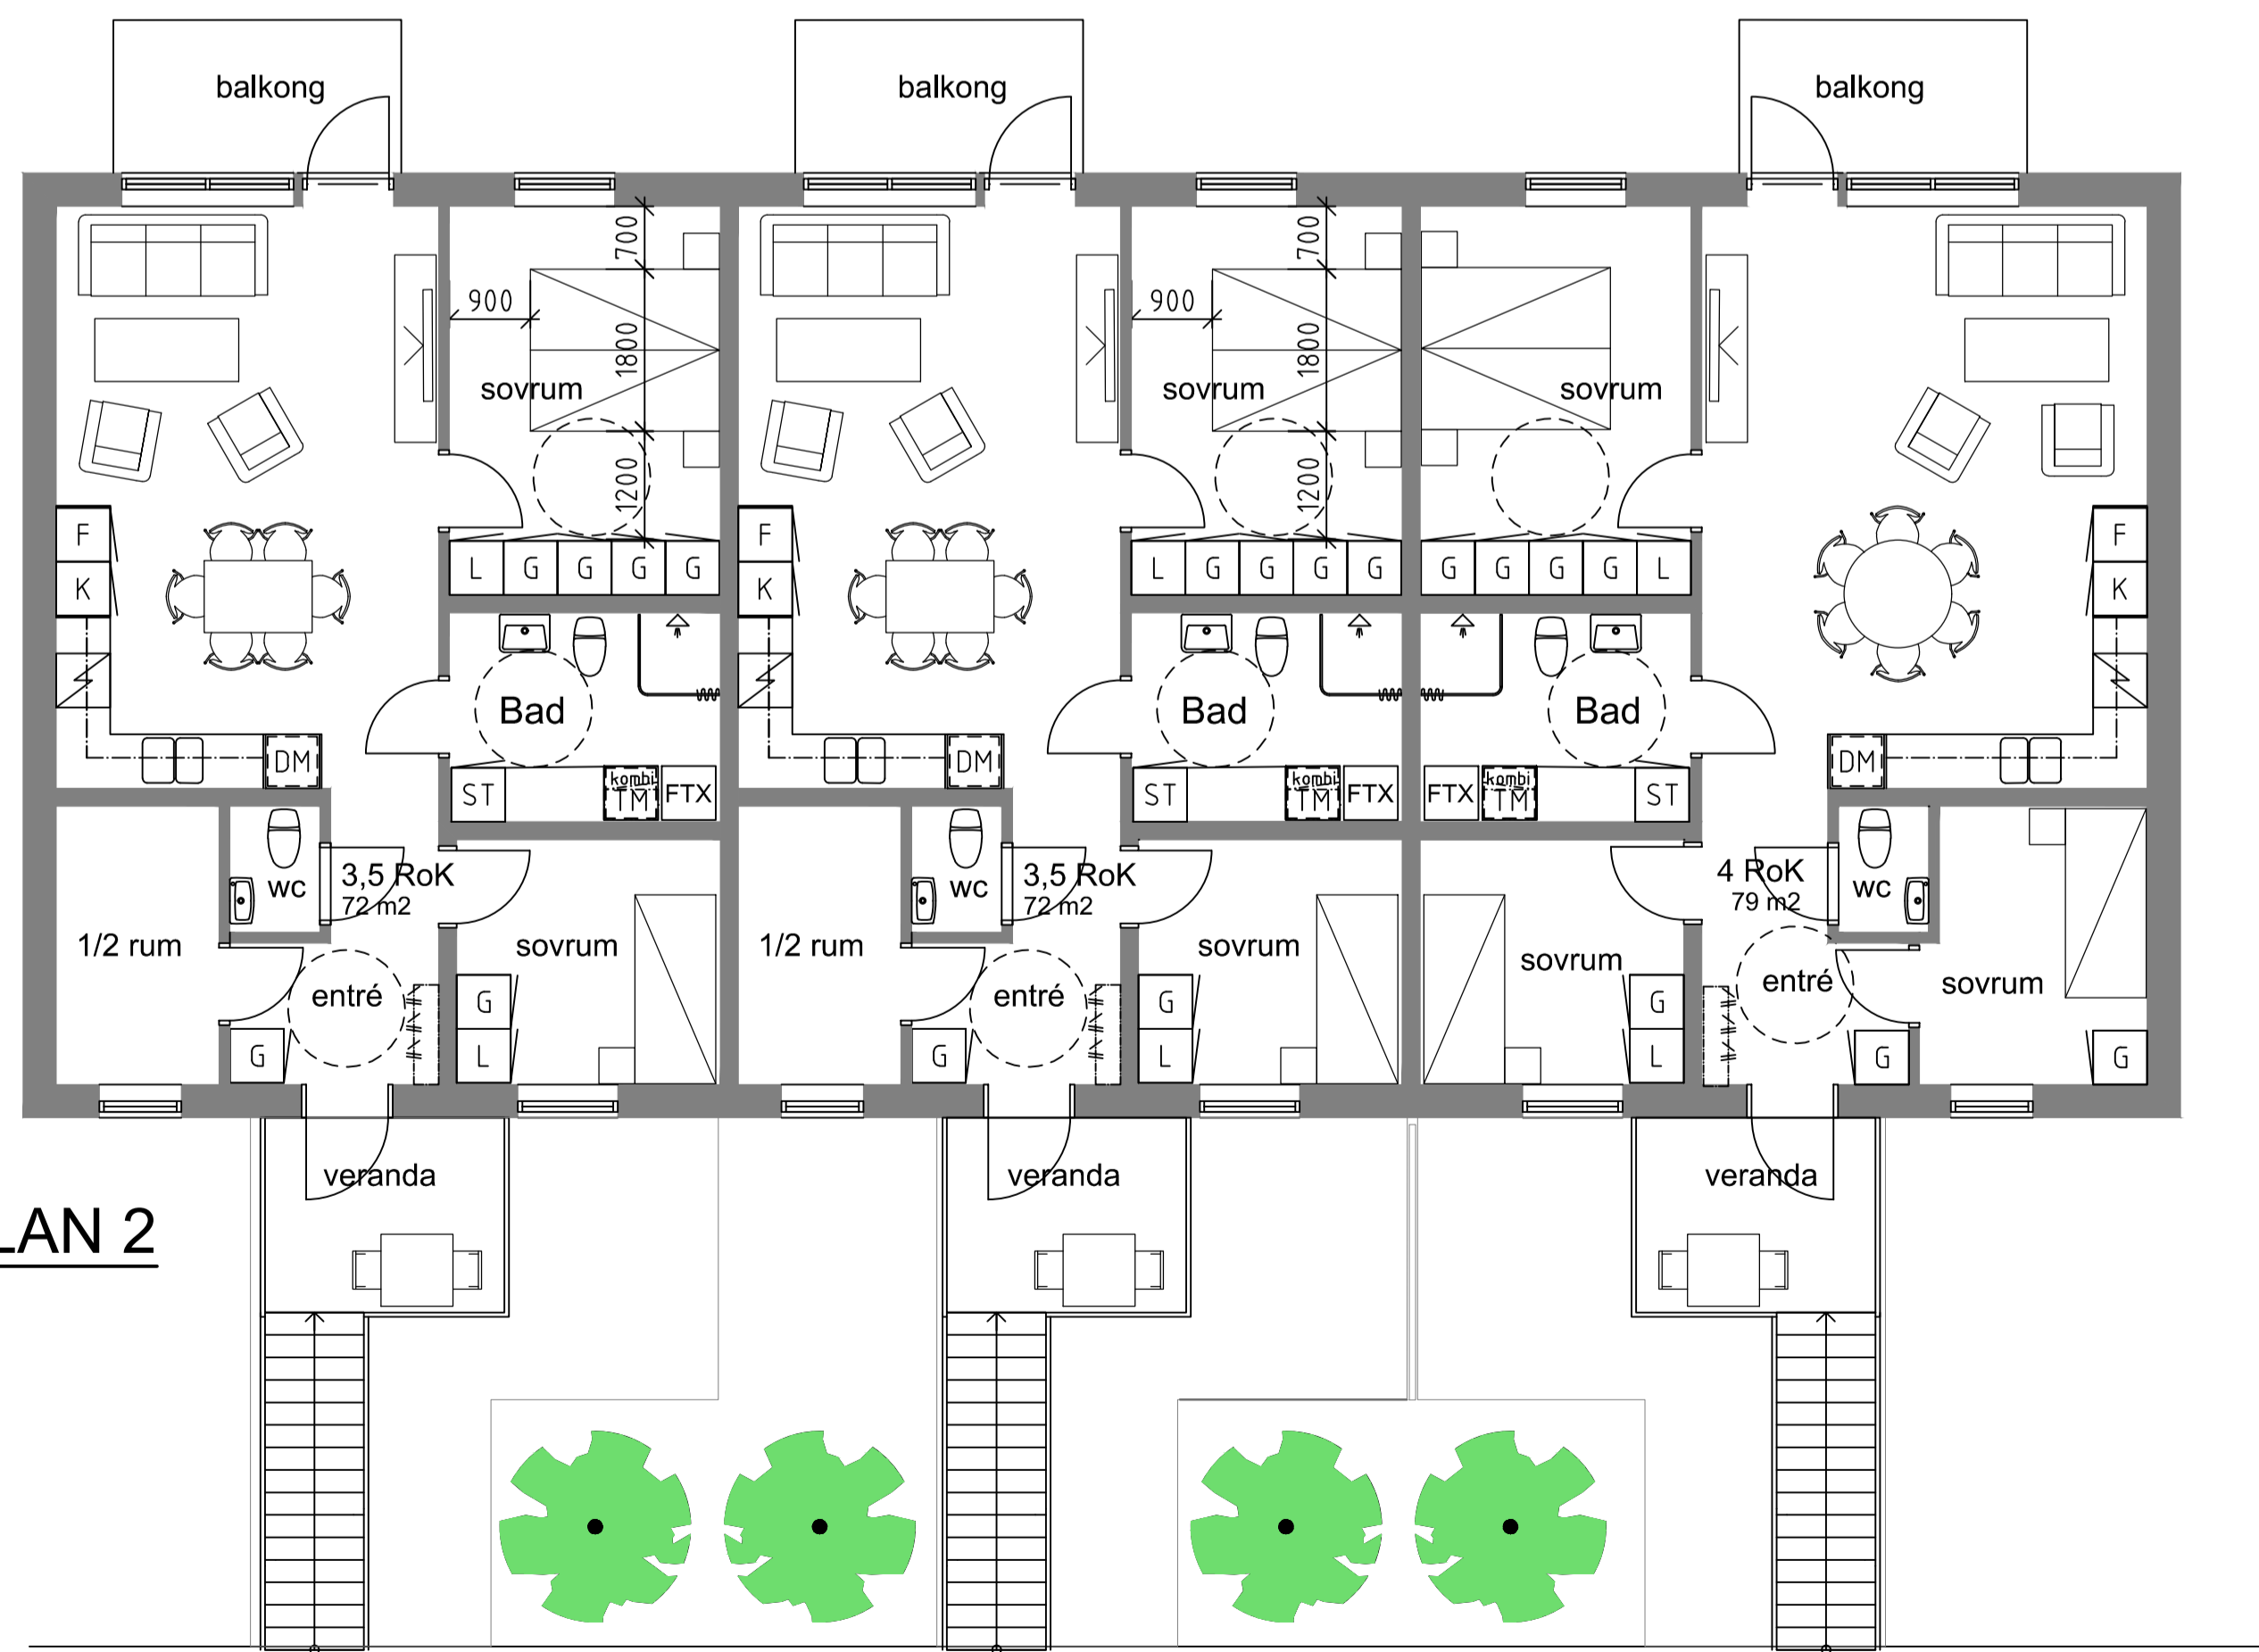 balkong
balkong
balkong
700
700
900
900
1800
1800
sovrum
sovrum
sovrum
1200
1200
F
F
F
K
K
K
L G G G G
L G G G G
G G G G L
Bad
Bad
Bad
DM
DM
DM
ST
kombi
TM
FTX
ST
kombi
TM
FTX
FTX
kombi
TM
ST
wc
3,5 RoK
72 m2
wc
3,5 RoK
72 m2
4 RoK
79 m2
wc
1/2 rum
sovrum
1/2 rum
sovrum
sovrum
sovrum
entré
entré
entré
G
G
G
L
L
L
G
G
G
G
veranda
veranda
veranda
LAN 2